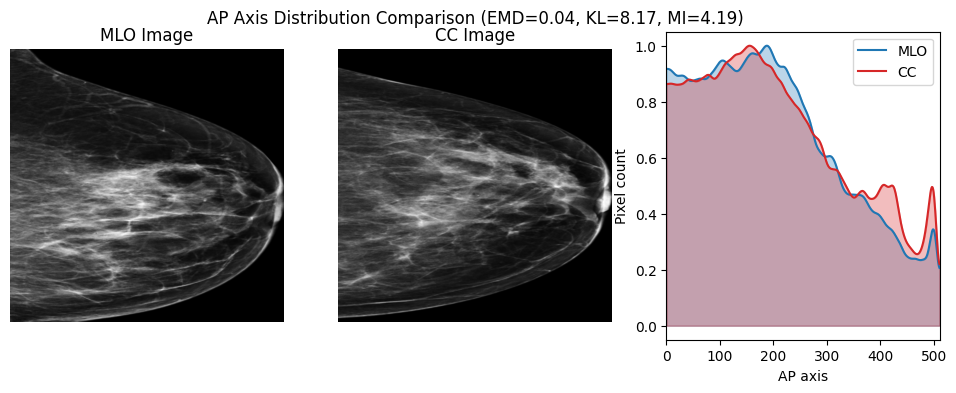 AP Axis Distribution Comparison (EMD=0.04, KL=8.17, MI=4.19)
MLO Image
CC Image
MLO
CC
Pixel count
1.0
0.8
0.6
0.4
0.2
0.0
0 100 200 300 400 500
AP axis